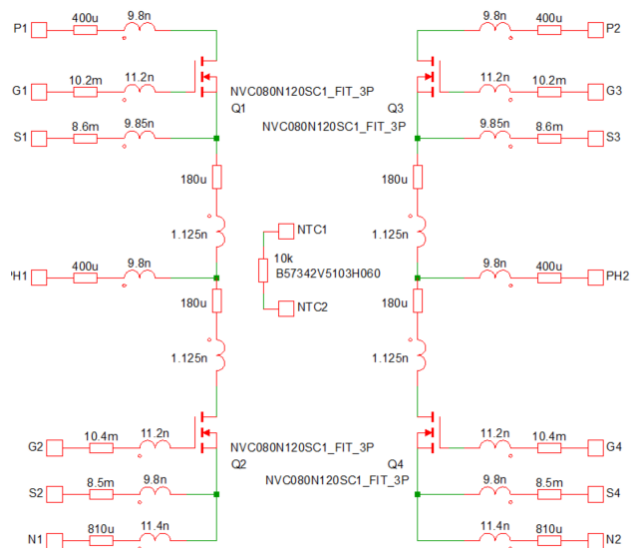 P1 400u 9.8n 9.8n 400u P2
G1 10.2m 11.2n 11.2n 10.2m G3
NVC080N120SC1_FIT_3P
Q1 Q3
NVC080N120SC1_FIT_3P
S1 8.6m 9.85n 9.85n 8.6m S3
180u 180u
NTC1
1.125n 1.125n
10k
B57342V5103H060
'H1 400u 9.8n 9.8n 400u PH2
180u 180u
NTC2
1.125n 1.125n
G2 10.4m 11.2n 11.2n 10.4m G4
NVC080N120SC1_FIT_3P
Q2 Q4
NVC080N120SC1_FIT_3P
S2 8.5m 9.8n 9.8n 8.5m S4
N1 810u 11.4n 11.4n 810u N2